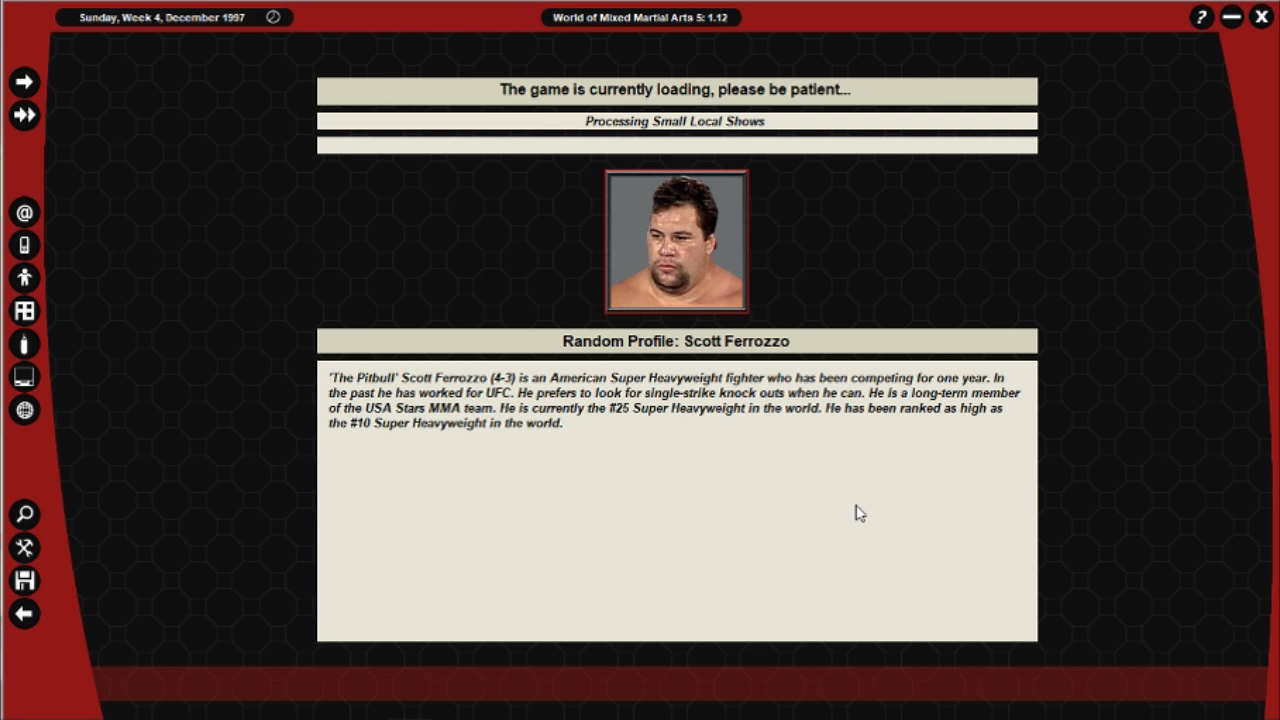 Sunday, Week 4, December 1997
World of Mixed Martial Arts 5: 1.12
?
X
@
The game is currently loading, please be patient...
Processing Small Local Shows
Random Profile: Scott Ferrozzo
'The Pitbull' Scott Ferrozzo (4-3) is an American Super Heavyweight fighter who has been competing for one year. In
the past he has worked for UFC. He prefers to look for single-strike knock outs when he can. He is a long-term member
of the USA Stars MMA team. He is currently the #25 Super Heavyweight in the world. He has been ranked as high as
the #10 Super Heavyweight in the world.